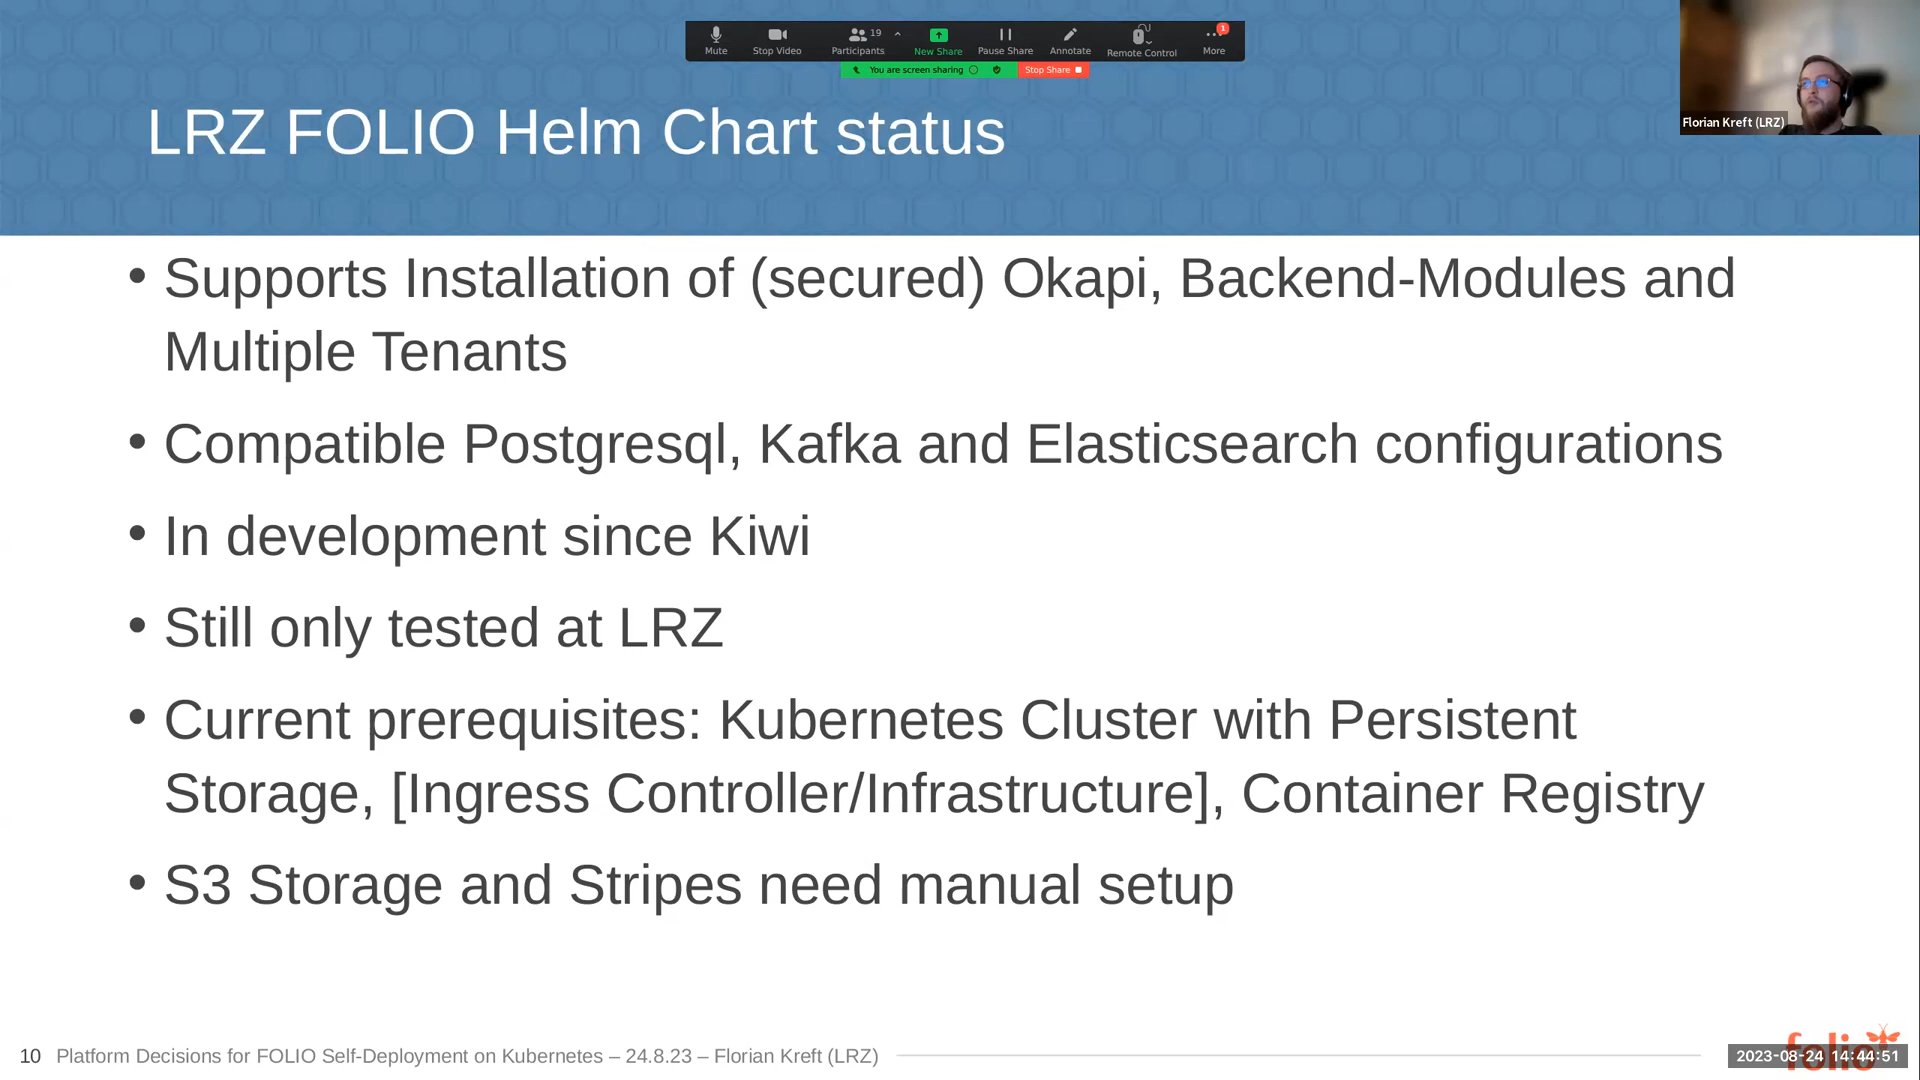 Mute
Stop Video
Participants
19
New Share
Pause Share
Annotate
Remote Control
1
More
You are screen sharing
Stop Share
Florian Kreft (LRZ)
LRZ FOLIO Helm Chart status
• Supports Installation of (secured) Okapi, Backend-Modules and
Multiple Tenants
• Compatible Postgresql, Kafka and Elasticsearch configurations
• In development since Kiwi
• Still only tested at LRZ
• Current prerequisites: Kubernetes Cluster with Persistent
Storage, [Ingress Controller/Infrastructure], Container Registry
• S3 Storage and Stripes need manual setup
10 Platform Decisions for FOLIO Self-Deployment on Kubernetes – 24.8.23 – Florian Kreft (LRZ)
folio
2023-08-24 14:44:51